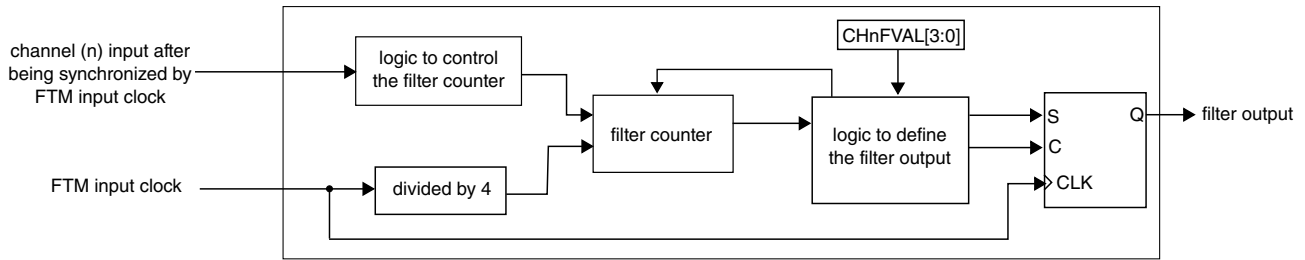 channel (n) input after
being synchronized by
FTM input clock
logic to control
the filter counter
CHnFVAL[3:0]
filter counter
logic to define
the filter output
S
Q
C
CLK
filter output
FTM input clock
divided by 4